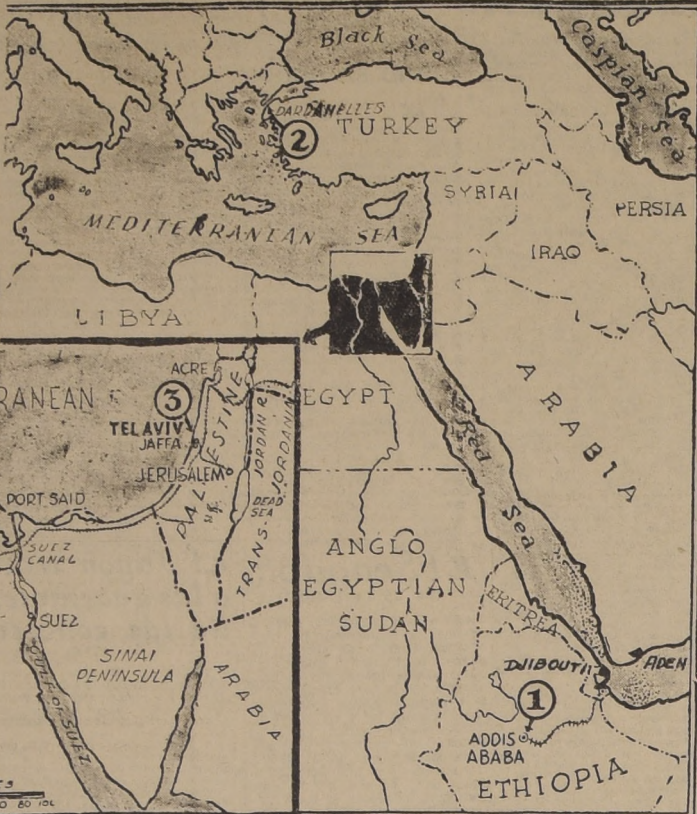 Black Sea
Caspian Sea
DARDANELLES
2
TURKEY
SYRIA
PERSIA
MEDITERRANEAN SEA
IRAQ
LIBYA
ARABIA
EGYPT
Red Sea
ANGLO
EGYPTIAN
SUDAN
ERITREA
DJIBOUTI
ADEN
1
ADDIS
ABABA
ETHIOPIA
RANEAN
ACRE
3
TELAVIV
JAFFA
PALESTINE
JORDAN R.
TRANS-JORDANIA
JERUSALEM
DEAD
SEA
PORT SAID
SUEZ
CANAL
SUEZ
SINAI
PENINSULA
GULF OF SUEZ
ARABIA
80